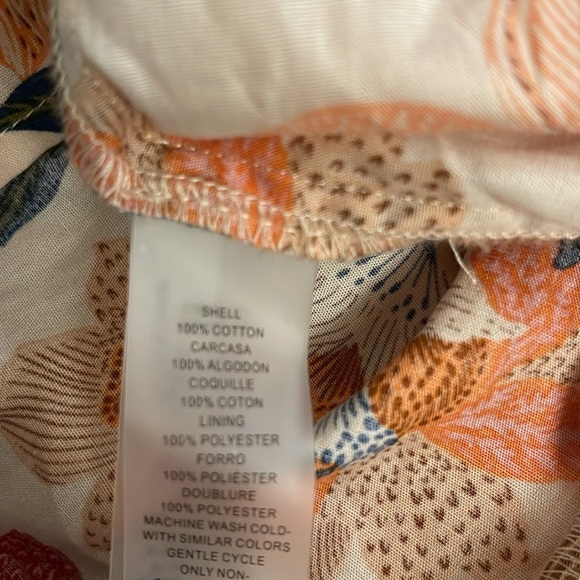 SHELL
100% COTTON
CARCASA
100% ALGODÓN
COQUILLE
100% COTON
LINING
100% POLYESTER
FORRO
100% POLIÉSTER
DOUBLURE
100% POLYESTER
MACHINE WASH COLD-
WITH SIMILAR COLORS
GENTLE CYCLE
ONLY NON-